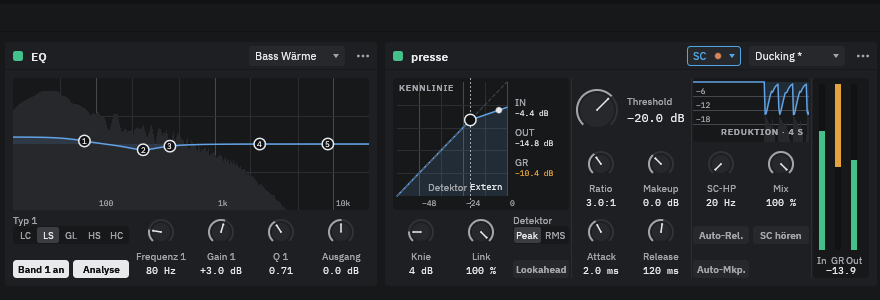 EQ
Bass Wärme
1
2
3
4
5
100
1k
10k
Typ 1
LC LS GL HS HC
Band 1 an
Analyse
Frequenz 1
80 Hz
Gain 1
+3.0 dB
Q 1
0.71
Ausgang
0.0 dB
presse
SC
Ducking *
KENNLINIE
Detektor Extern
-48
-24
0
IN
-4.4 dB
OUT
-14.8 dB
GR
-10.4 dB
Knie
4 dB
Link
100 %
Detektor
Peak RMS
Lookahead
Threshold
-20.0 dB
Ratio
3.0:1
Makeup
0.0 dB
Attack
2.0 ms
Release
120 ms
-6
-12
-18
REDUKTION · 4 S
SC-HP
20 Hz
Mix
100 %
Auto-Rel.
SC hören
Auto-Mkp.
In GR Out
-13.9